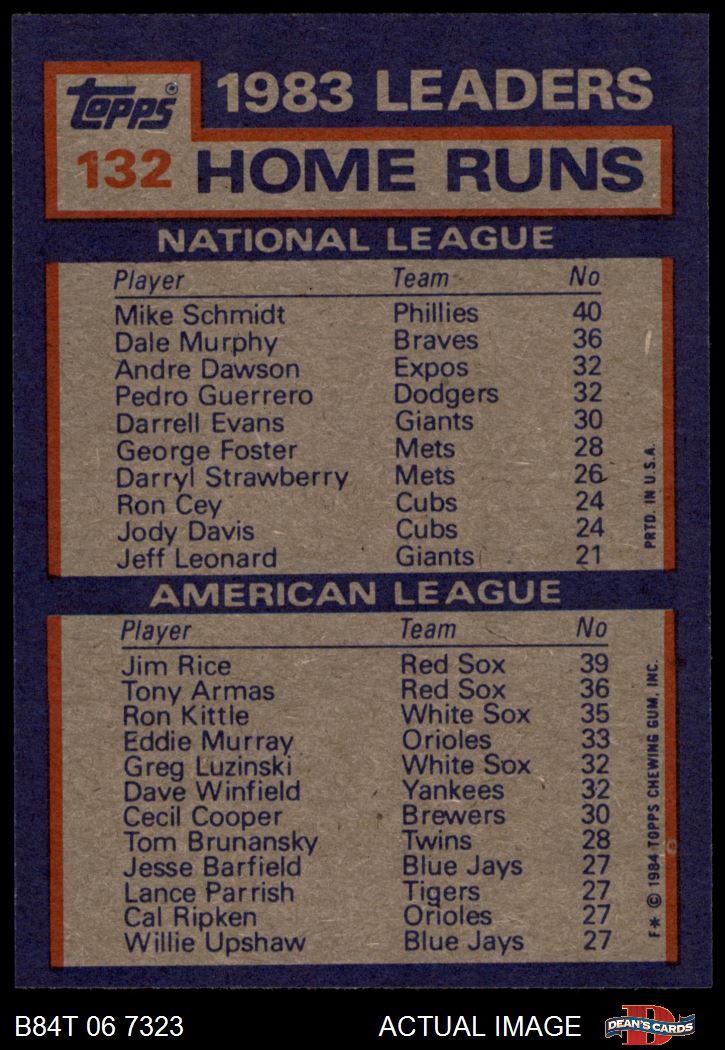 Topps
1983 LEADERS
132 HOME RUNS
NATIONAL LEAGUE
Player Team No
Mike Schmidt Phillies 40
Dale Murphy Braves 36
Andre Dawson Expos 32
Pedro Guerrero Dodgers 32
Darrell Evans Giants 30
George Foster Mets 28
Darryl Strawberry Mets 26
Ron Cey Cubs 24
Jody Davis Cubs 24
Jeff Leonard Giants 21
PRTD. IN U.S.A.
AMERICAN LEAGUE
Player Team No
Jim Rice Red Sox 39
Tony Armas Red Sox 36
Ron Kittle White Sox 35
Eddie Murray Orioles 33
Greg Luzinski White Sox 32
Dave Winfield Yankees 32
Cecil Cooper Brewers 30
Tom Brunansky Twins 28
Jesse Barfield Blue Jays 27
Lance Parrish Tigers 27
Cal Ripken Orioles 27
Willie Upshaw Blue Jays 27
F* © 1984 TOPPS CHEWING GUM, INC.
B84T 06 7323 ACTUAL IMAGE
DEAN'S CARDS